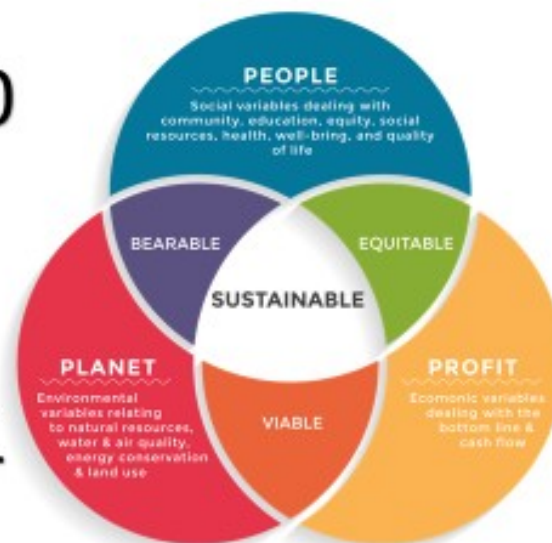 PEOPLE
Social variables dealing with
community, education, equity, social
resources, health, well-bring, and quality
of life
BEARABLE
EQUITABLE
SUSTAINABLE
PLANET
Environmental
variables relating
to natural resources,
water & air quality,
energy conservation
& land use
PROFIT
Ecomonic variables
dealing with the
bottom line &
cash flow
VIABLE